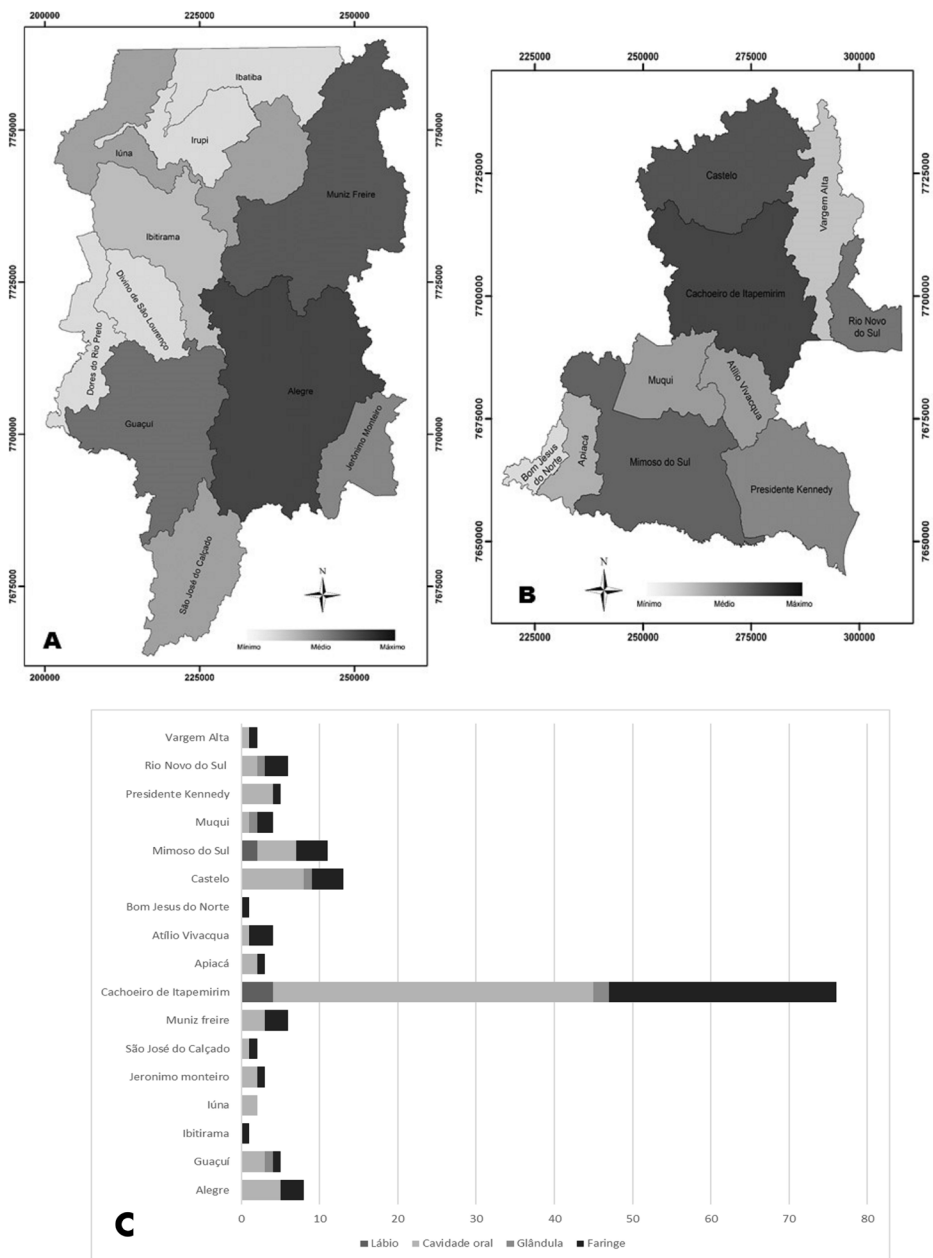 200000 225000 250000
7750000 7750000
7725000 7725000
7700000 7700000
7675000 7675000
Ibatiba
Irupi
Iúna
Muniz Freire
Ibitirama
Divino de São Lourenço
Dores do Rio Preto
Alegre
Guaçuí
Jerônimo Monteiro
São José do Calçado
N
A
Mínimo Médio Máximo
200000 225000 250000
225000 250000 275000 300000
7725000 7725000
7700000 7700000
7675000 7675000
7650000 7650000
Castelo
Vargem Alta
Cachoeiro de Itapemirim
Rio Novo
do Sul
Muqui
Atílio Vivacqua
Apiacá
Bom Jesus
do Norte
Mimoso do Sul
Presidente Kennedy
N
B
Mínimo Médio Máximo
225000 250000 275000 300000
Vargem Alta
Rio Novo do Sul
Presidente Kennedy
Muqui
Mimoso do Sul
Castelo
Bom Jesus do Norte
Atílio Vivacqua
Apiacá
Cachoeiro de Itapemirim
Muniz freire
São José do Calçado
Jeronimo monteiro
Iúna
Ibitirama
Guaçuí
Alegre
0 10 20 30 40 50 60 70 80
C
Lábio Cavidade oral Glândula Faringe